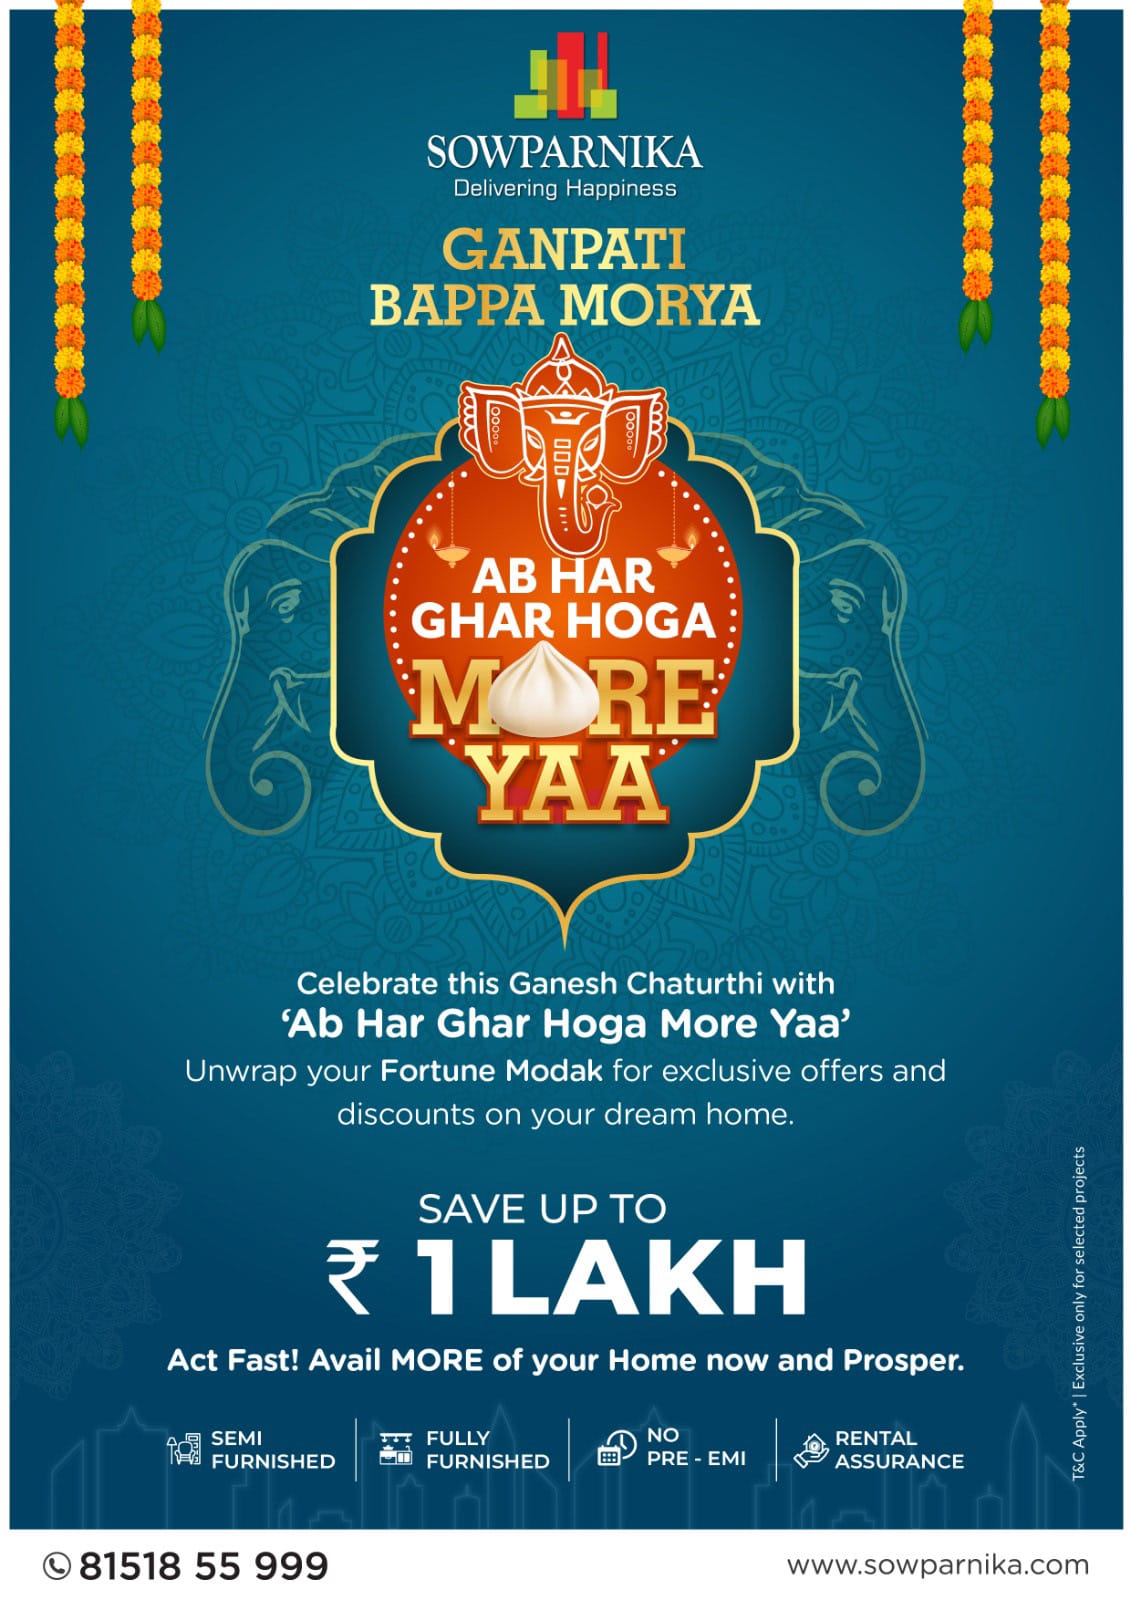 SOWPARNIKA
Delivering Happiness
GANPATI
BAPPA MORYA
AB HAR
GHAR HOGA
MORE
YAA
Celebrate this Ganesh Chaturthi with
‘Ab Har Ghar Hoga More Yaa’
Unwrap your Fortune Modak for exclusive offers and
discounts on your dream home.
SAVE UP TO
₹ 1 LAKH
Act Fast! Avail MORE of your Home now and Prosper.
SEMI
FURNISHED
FULLY
FURNISHED
NO
PRE - EMI
RENTAL
ASSURANCE
T&C Apply* | Exclusive only for selected projects
81518 55 999
www.sowparnika.com